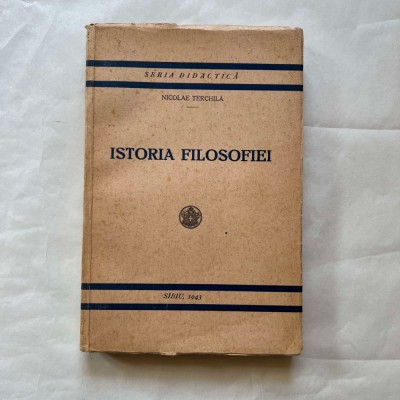 SERIA DIDACTICĂ
NICOLAE TERCHILĂ
ISTORIA FILOSOFIEI
SIBIU, 1943